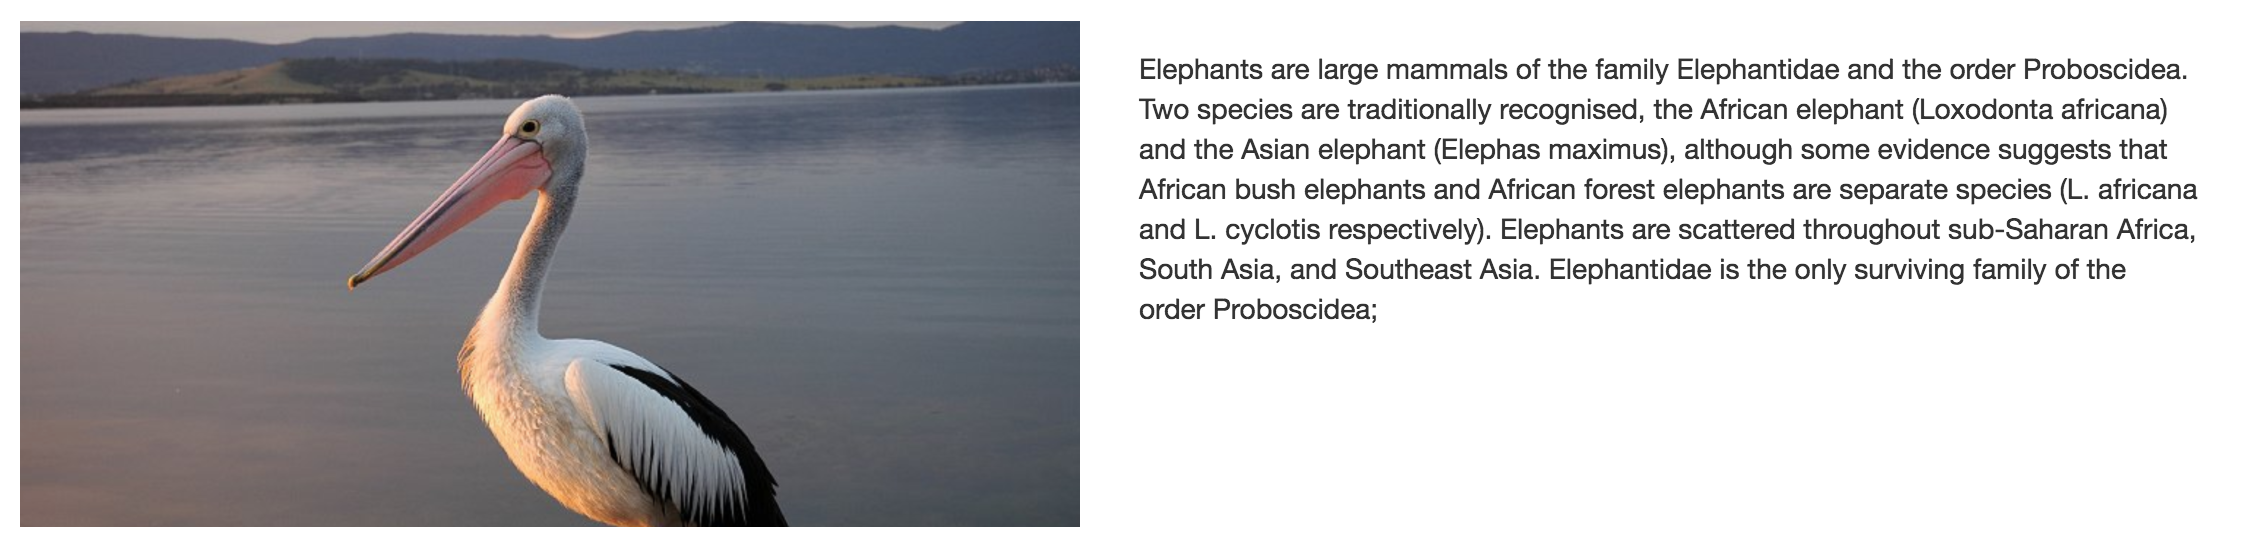 Elephants are large mammals of the family Elephantidae and the order Proboscidea.
Two species are traditionally recognised, the African elephant (Loxodonta africana)
and the Asian elephant (Elephas maximus), although some evidence suggests that
African bush elephants and African forest elephants are separate species (L. africana
and L. cyclotis respectively). Elephants are scattered throughout sub-Saharan Africa,
South Asia, and Southeast Asia. Elephantidae is the only surviving family of the
order Proboscidea;